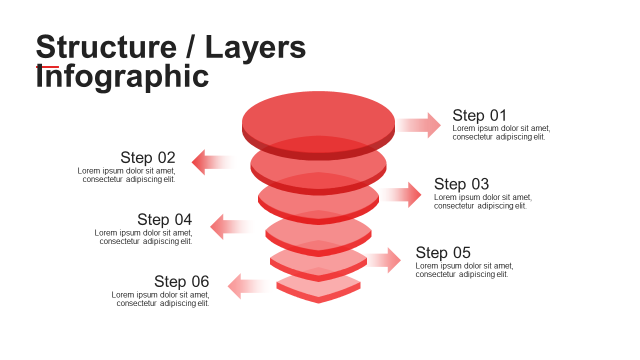 Structure / Layers
Infographic
Step 01
Lorem ipsum dolor sit amet,
consectetur adipiscing elit.
Step 02
Lorem ipsum dolor sit amet,
consectetur adipiscing elit.
Step 03
Lorem ipsum dolor sit amet,
consectetur adipiscing elit.
Step 04
Lorem ipsum dolor sit amet,
consectetur adipiscing elit.
Step 05
Lorem ipsum dolor sit amet,
consectetur adipiscing elit.
Step 06
Lorem ipsum dolor sit amet,
consectetur adipiscing elit.